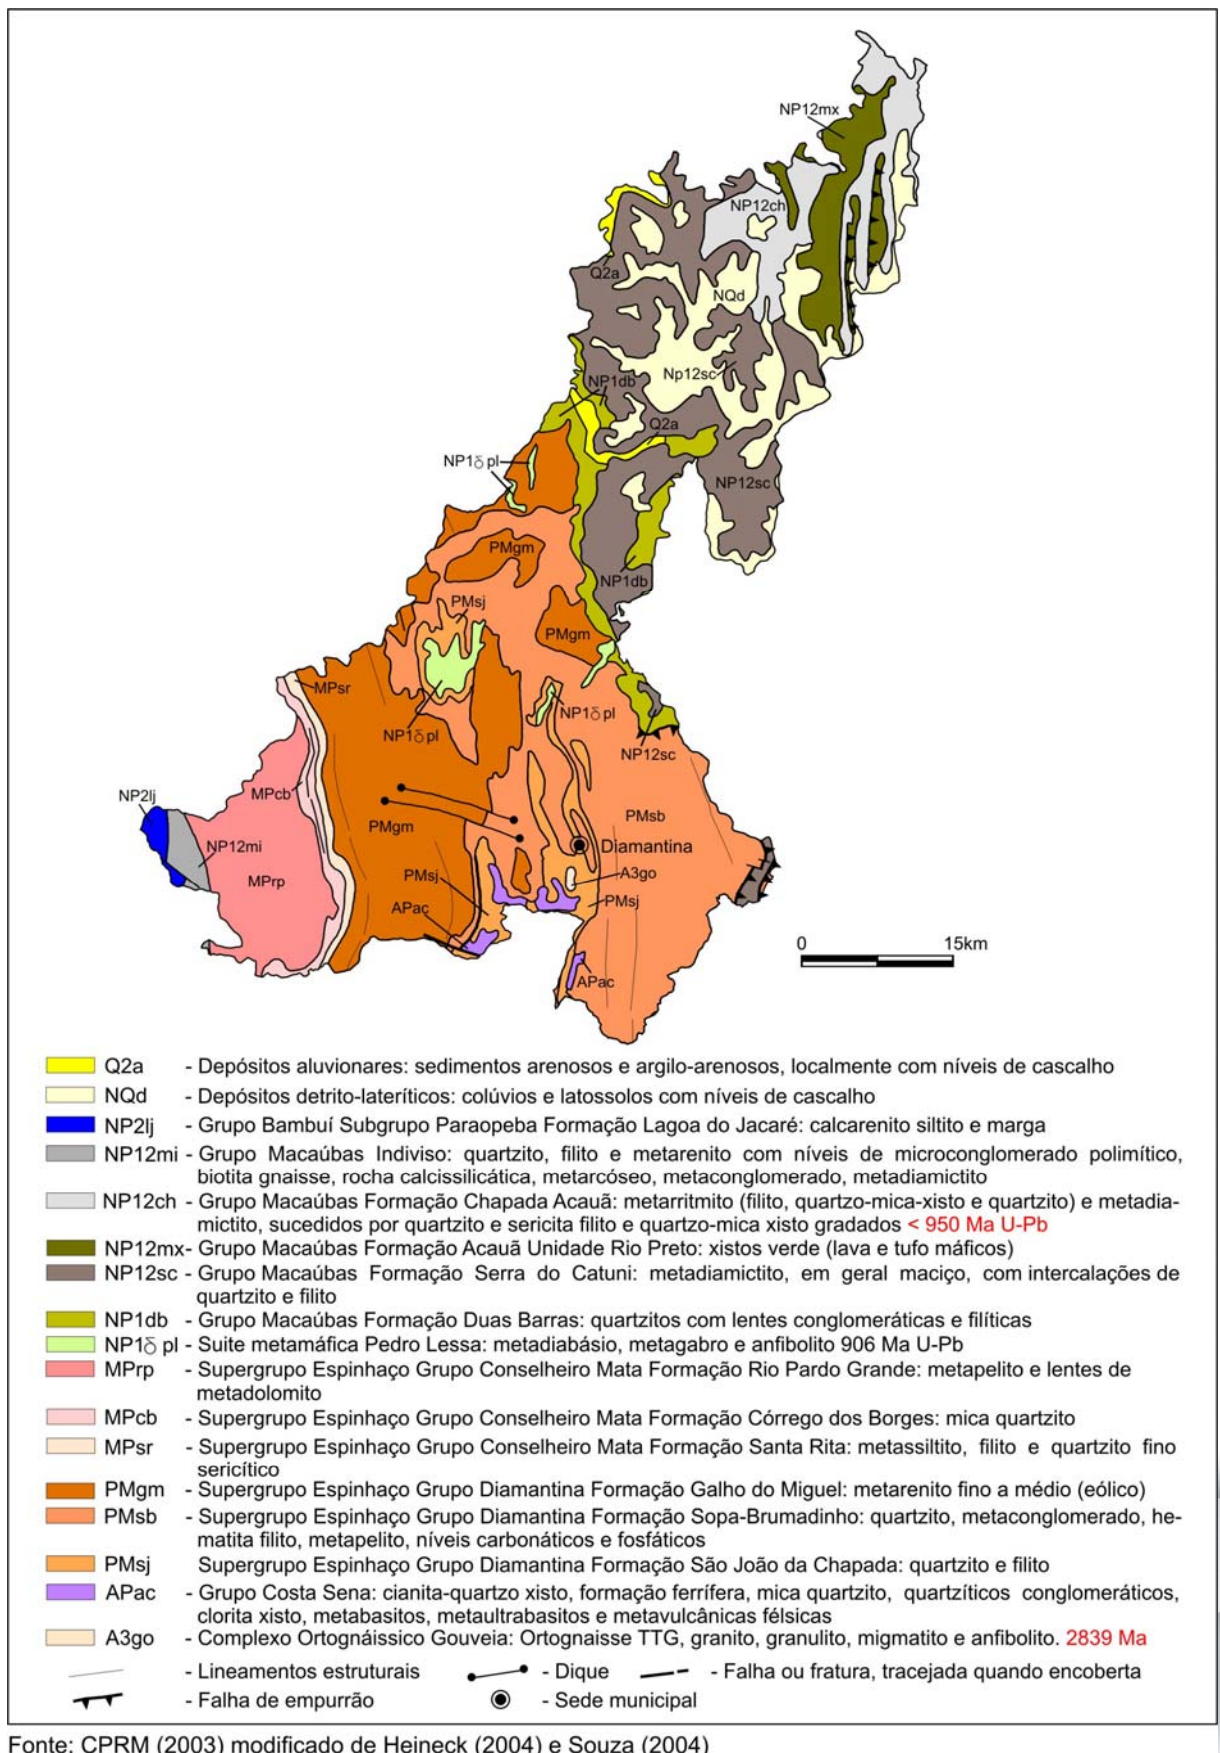 NP12mx
NP12ch
Q2a
NQd
Np12sc
NP1db
Q2a
NP1δ pl
NP12sc
PMgm
NP1db
PMsj
PMgm
MPsr
NP1δ pl
NP1δ pl
NP12sc
MPcb
NP2lj
PMsb
PMgm
NP12mi
Diamantina
MPrp
PMsj
A3go
APac
PMsj
0 15km
APac
Q2a - Depósitos aluvionares: sedimentos arenosos e argilo-arenosos, localmente com níveis de cascalho
NQd - Depósitos detrito-lateríticos: colúvios e latossolos com níveis de cascalho
NP2lj - Grupo Bambuí Subgrupo Paraopeba Formação Lagoa do Jacaré: calcarenito siltito e marga
NP12mi - Grupo Macaúbas Indiviso: quartzito, filito e metarenito com níveis de microconglomerado polimítico,
biotita gnaisse, rocha calcissilicática, metarcóseo, metaconglomerado, metadiamictito
NP12ch - Grupo Macaúbas Formação Chapada Acauã: metarritmito (filito, quartzo-mica-xisto e quartzito) e metadia-
mictito, sucedidos por quartzito e sericita filito e quartzo-mica xisto gradados < 950 Ma U-Pb
NP12mx- Grupo Macaúbas Formação Acauã Unidade Rio Preto: xistos verde (lava e tufo máficos)
NP12sc - Grupo Macaúbas Formação Serra do Catuni: metadiamictito, em geral maciço, com intercalações de
quartzito e filito
NP1db - Grupo Macaúbas Formação Duas Barras: quartzitos com lentes conglomeráticas e filíticas
NP1δ pl - Suite metamáfica Pedro Lessa: metadiabásio, metagabro e anfibolito 906 Ma U-Pb
MPrp - Supergrupo Espinhaço Grupo Conselheiro Mata Formação Rio Pardo Grande: metapelito e lentes de
metadolomito
MPcb - Supergrupo Espinhaço Grupo Conselheiro Mata Formação Córrego dos Borges: mica quartzito
MPsr - Supergrupo Espinhaço Grupo Conselheiro Mata Formação Santa Rita: metassiltito, filito e quartzito fino
sericítico
PMgm - Supergrupo Espinhaço Grupo Diamantina Formação Galho do Miguel: metarenito fino a médio (eólico)
PMsb - Supergrupo Espinhaço Grupo Diamantina Formação Sopa-Brumadinho: quartzito, metaconglomerado, he-
matita filito, metapelito, níveis carbonáticos e fosfáticos
PMsj Supergrupo Espinhaço Grupo Diamantina Formação São João da Chapada: quartzito e filito
APac - Grupo Costa Sena: cianita-quartzo xisto, formação ferrífera, mica quartzito, quartzíticos conglomeráticos,
clorita xisto, metabasitos, metaultrabasitos e metavulcânicas félsicas
A3go - Complexo Ortognáissico Gouveia: Ortognaisse TTG, granito, granulito, migmatito e anfibolito. 2839 Ma
- Lineamentos estruturais - Dique - Falha ou fratura, tracejada quando encoberta
- Falha de empurrão - Sede municipal
Fonte: CPRM (2003) modificado de Heineck (2004) e Souza (2004)